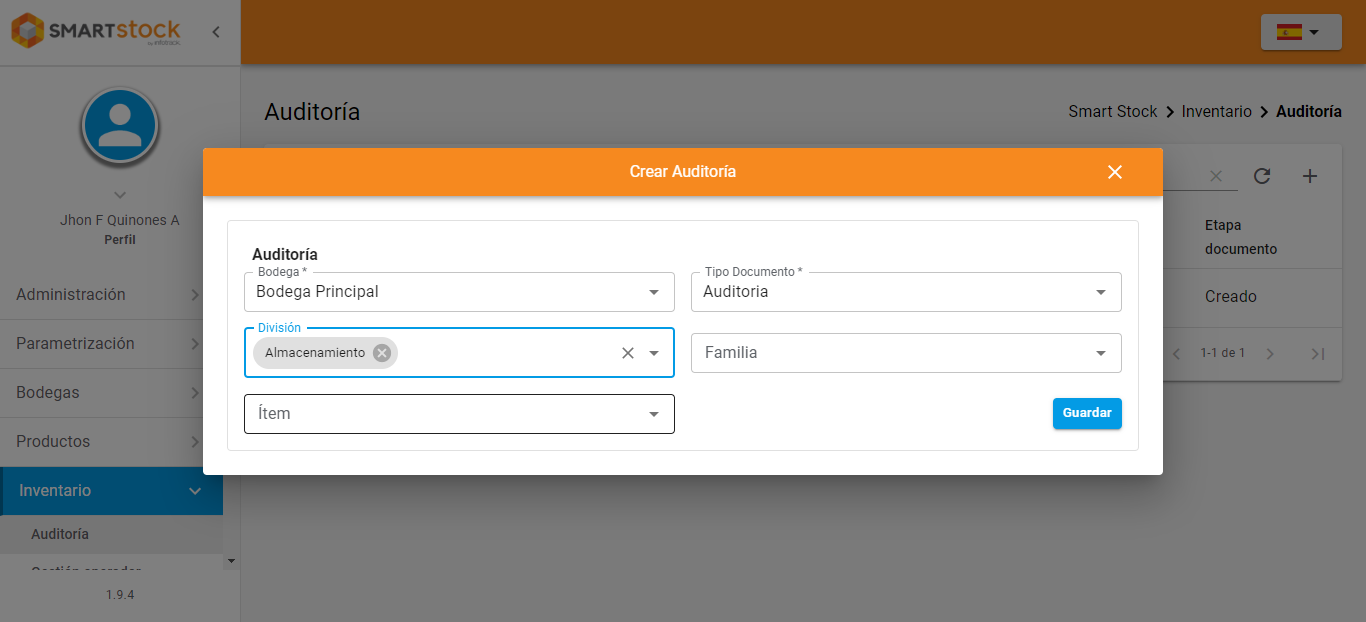 SMARTstock
by infotrack
Auditoría
Smart Stock
Inventario
Auditoría
Crear Auditoría
Jhon F Quinones A
Perfil
Etapa
documento
Creado
1-1 de 1
Auditoría
Bodega *
Bodega Principal
Tipo Documento *
Auditoria
División
Almacenamiento
Familia
Ítem
Guardar
Administración
Parametrización
Bodegas
Productos
Inventario
Auditoría
1.9.4